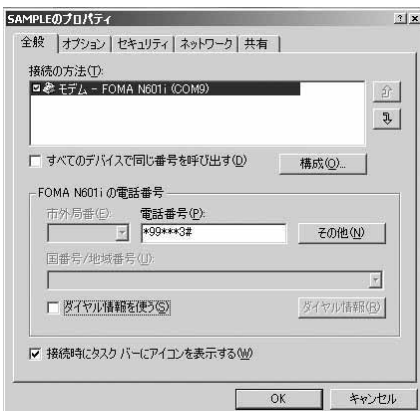 SAMPLEのプロパティ
全般 オプション セキュリティ ネットワーク 共有
接続の方法(T):
モデム - FOMA N601i (COM9)
すべてのデバイスで同じ番号を呼び出す(D) 構成(O)...
FOMA N601i の電話番号
市外局番(E): 電話番号(P):
*99***3# その他(N)
国番号/地域番号(U):
ダイヤル情報を使う(S) ダイヤル情報(R)
接続時にタスク バーにアイコンを表示する(W)
OK キャンセル